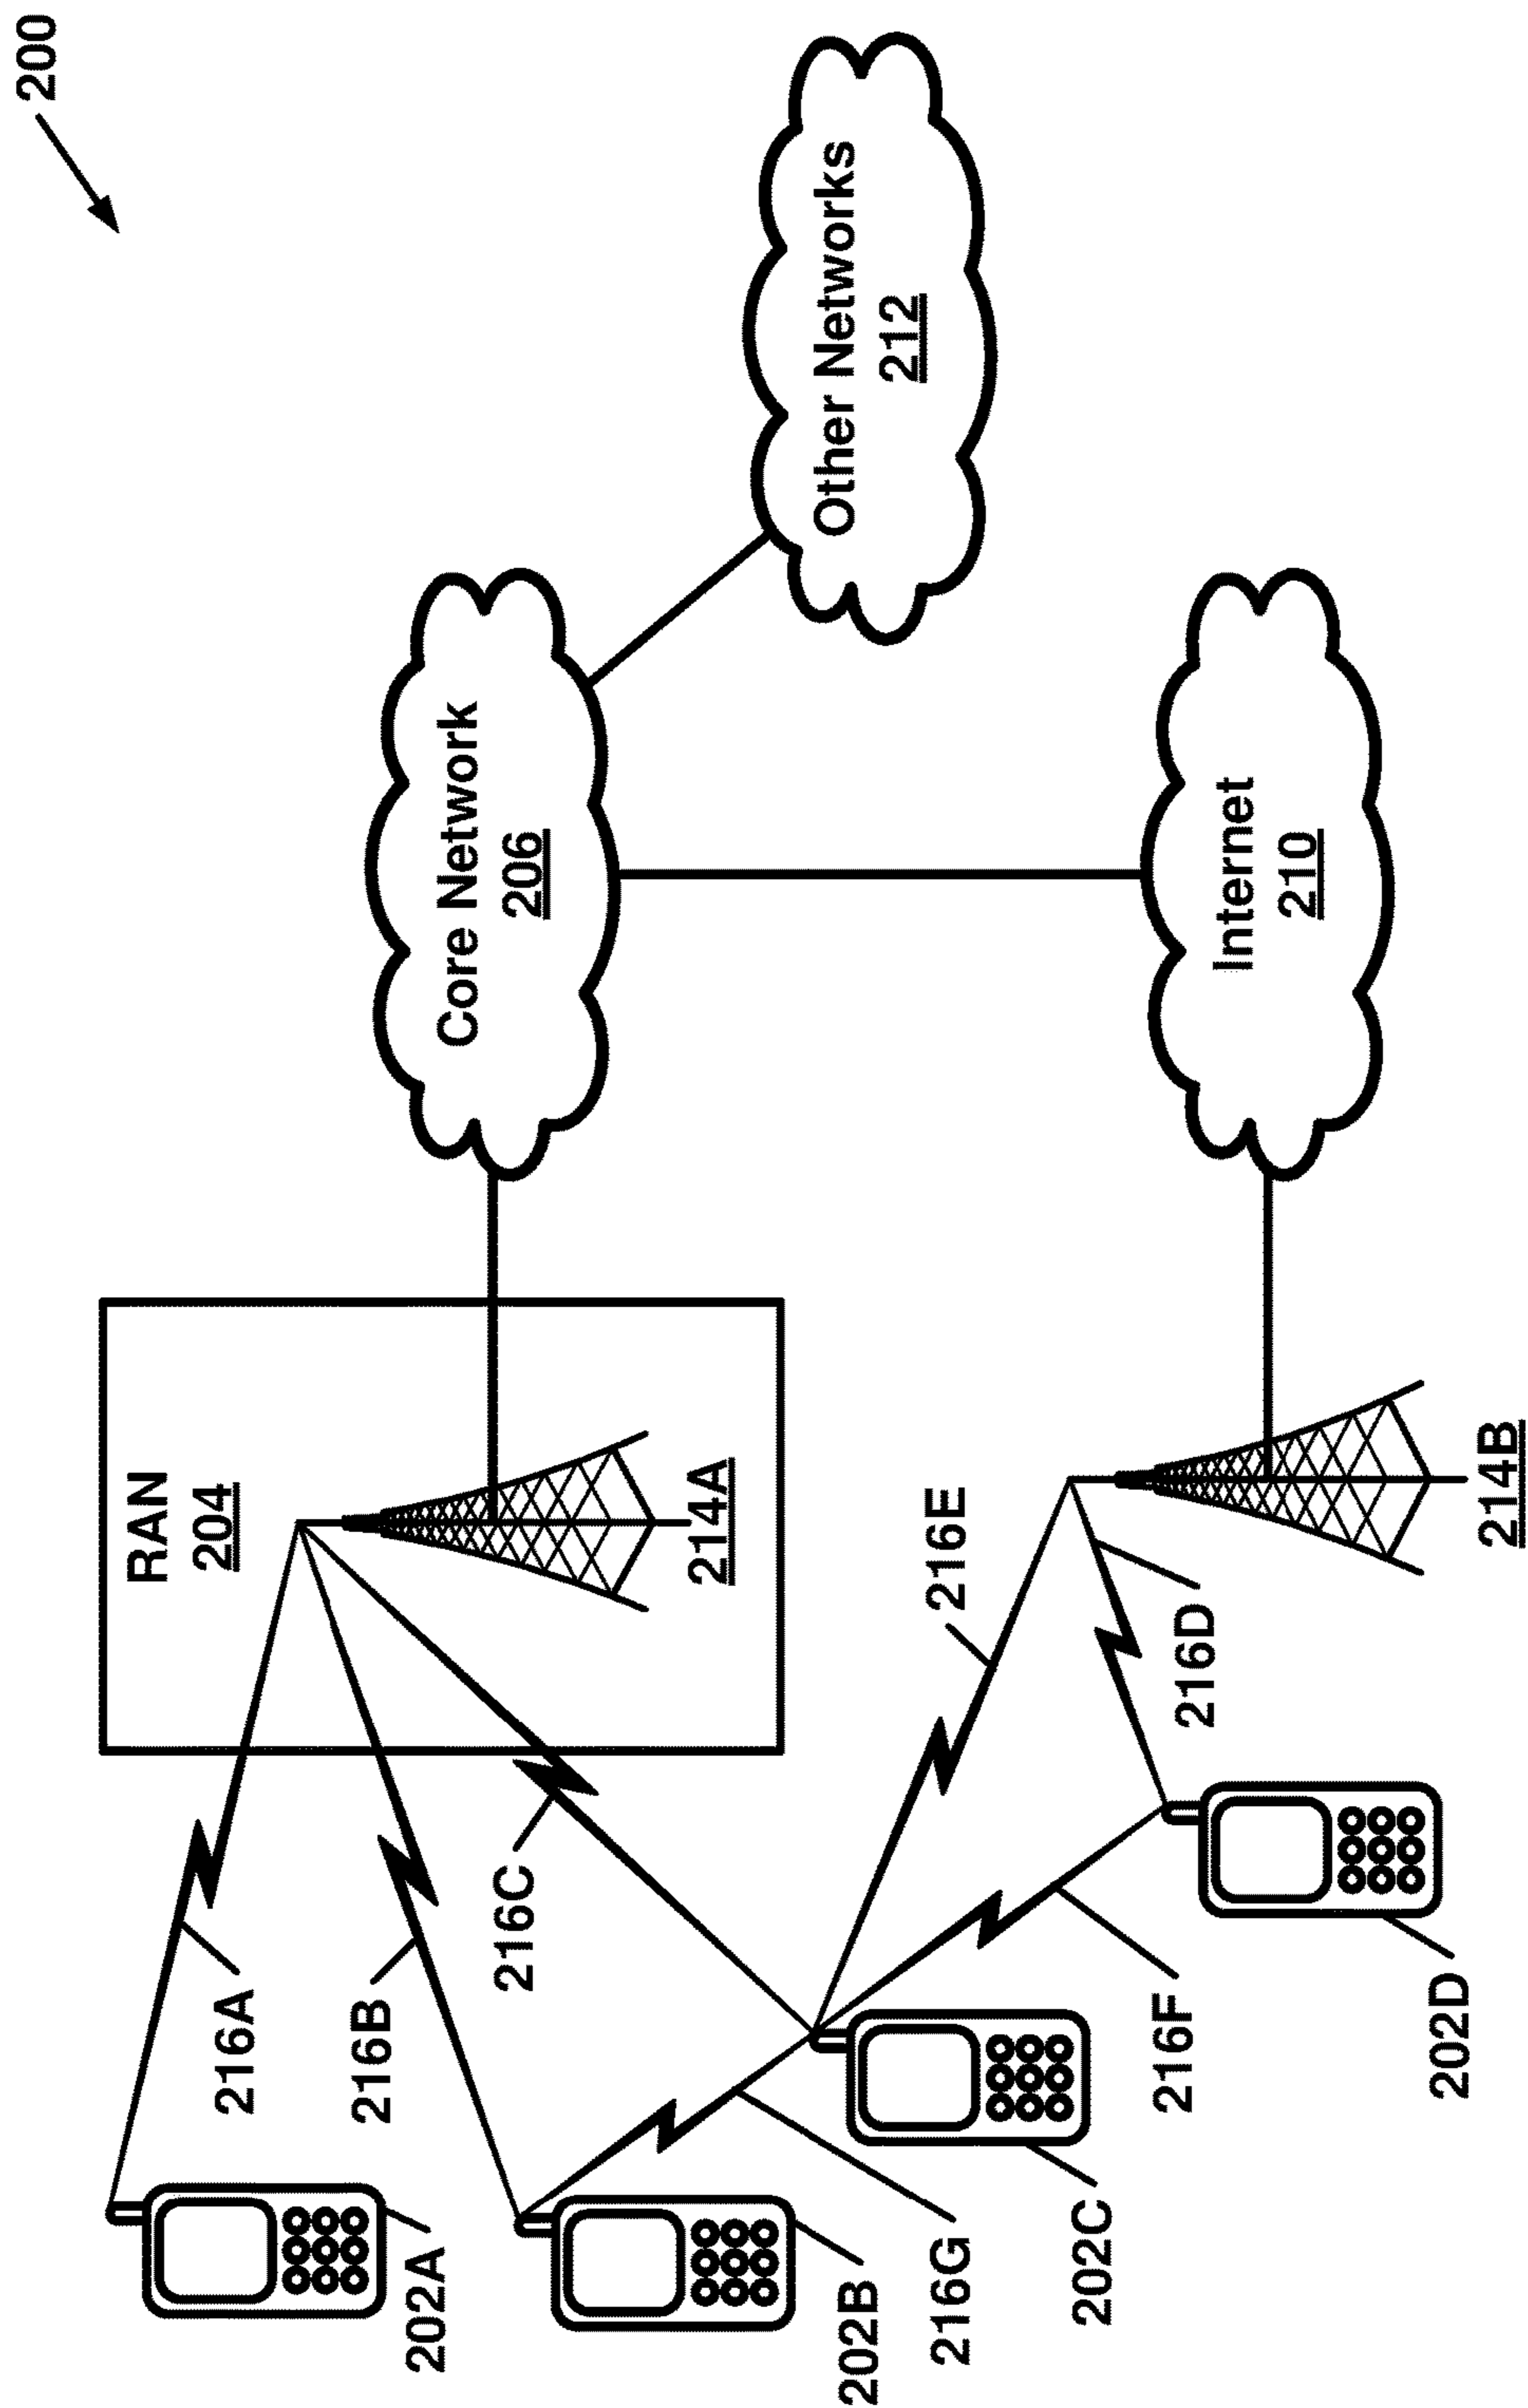 200
RAN
204
214A
Core Network
206
Other Networks
212
Internet
210
214B
216A
216B
216C
216E
216D
216F
216G
202A
202B
202C
202D